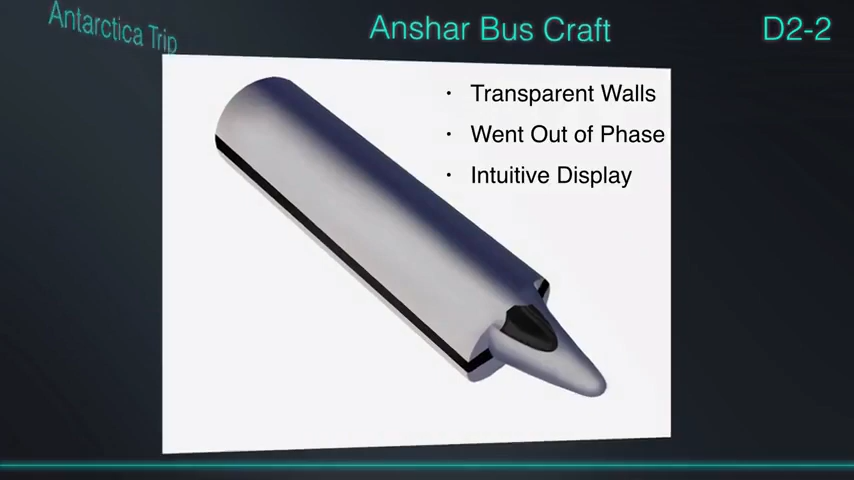 Antarctica Trip
Anshar Bus Craft
D2-2
• Transparent Walls
• Went Out of Phase
• Intuitive Display